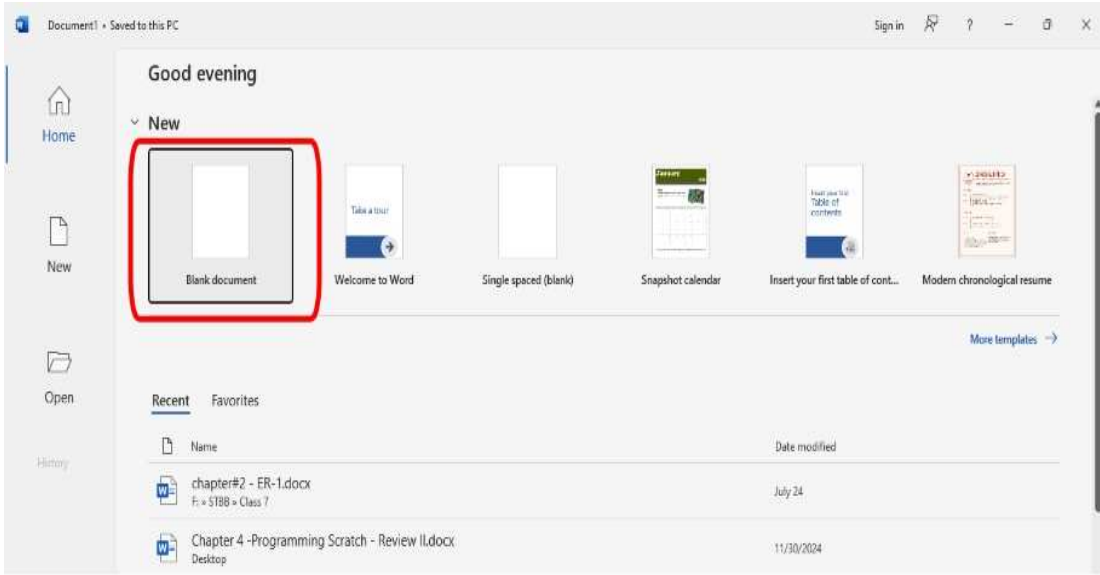 Document1 • Saved to this PC
Sign in
?
Good evening
Home
New
Take a tour
Insert your first
Table of
contents
Blank document
Welcome to Word
Single spaced (blank)
Snapshot calendar
Insert your first table of cont...
Modern chronological resume
New
More templates
Open
Recent
Favorites
Name
Date modified
History
chapter#2 - ER-1.docx
F: » STBB » Class 7
July 24
Chapter 4 -Programming Scratch - Review II.docx
Desktop
11/30/2024